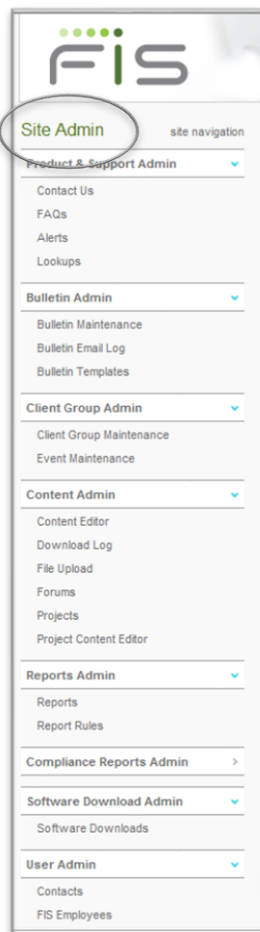 FIS
Site Admin site navigation
Product & Support Admin
Contact Us
FAQs
Alerts
Lookups
Bulletin Admin
Bulletin Maintenance
Bulletin Email Log
Bulletin Templates
Client Group Admin
Client Group Maintenance
Event Maintenance
Content Admin
Content Editor
Download Log
File Upload
Forums
Projects
Project Content Editor
Reports Admin
Reports
Report Rules
Compliance Reports Admin
Software Download Admin
Software Downloads
User Admin
Contacts
FIS Employees